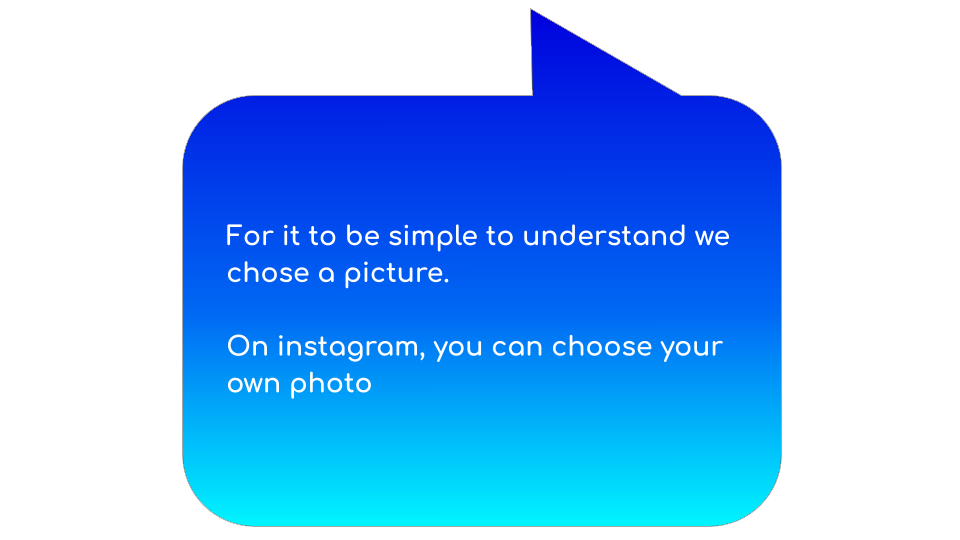 For it to be simple to understand we
chose a picture.
On instagram, you can choose your
own photo